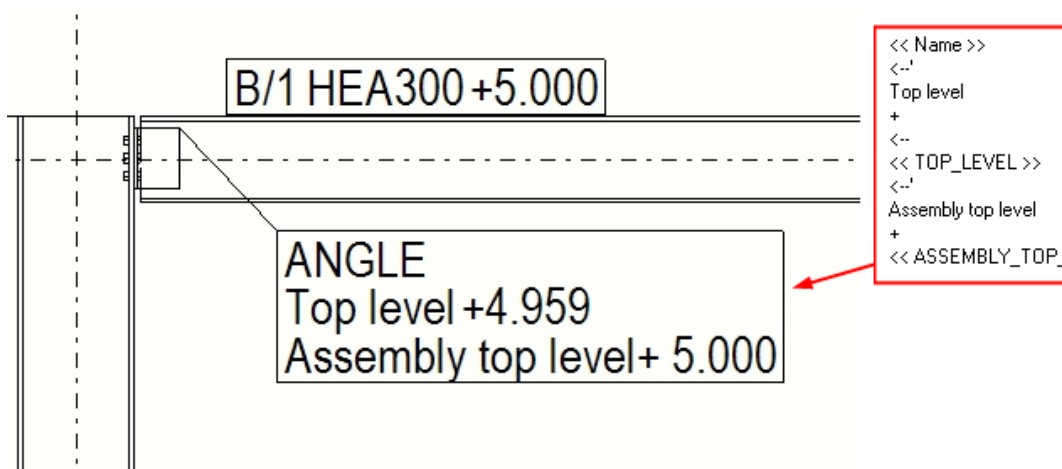 B/1 HEA300 +5.000
ANGLE
Top level +4.959
Assembly top level+ 5.000
<< Name >>
<--'
Top level
+
<--
<< TOP_LEVEL >>
<--'
Assembly top level
+
<< ASSEMBLY_TOP_